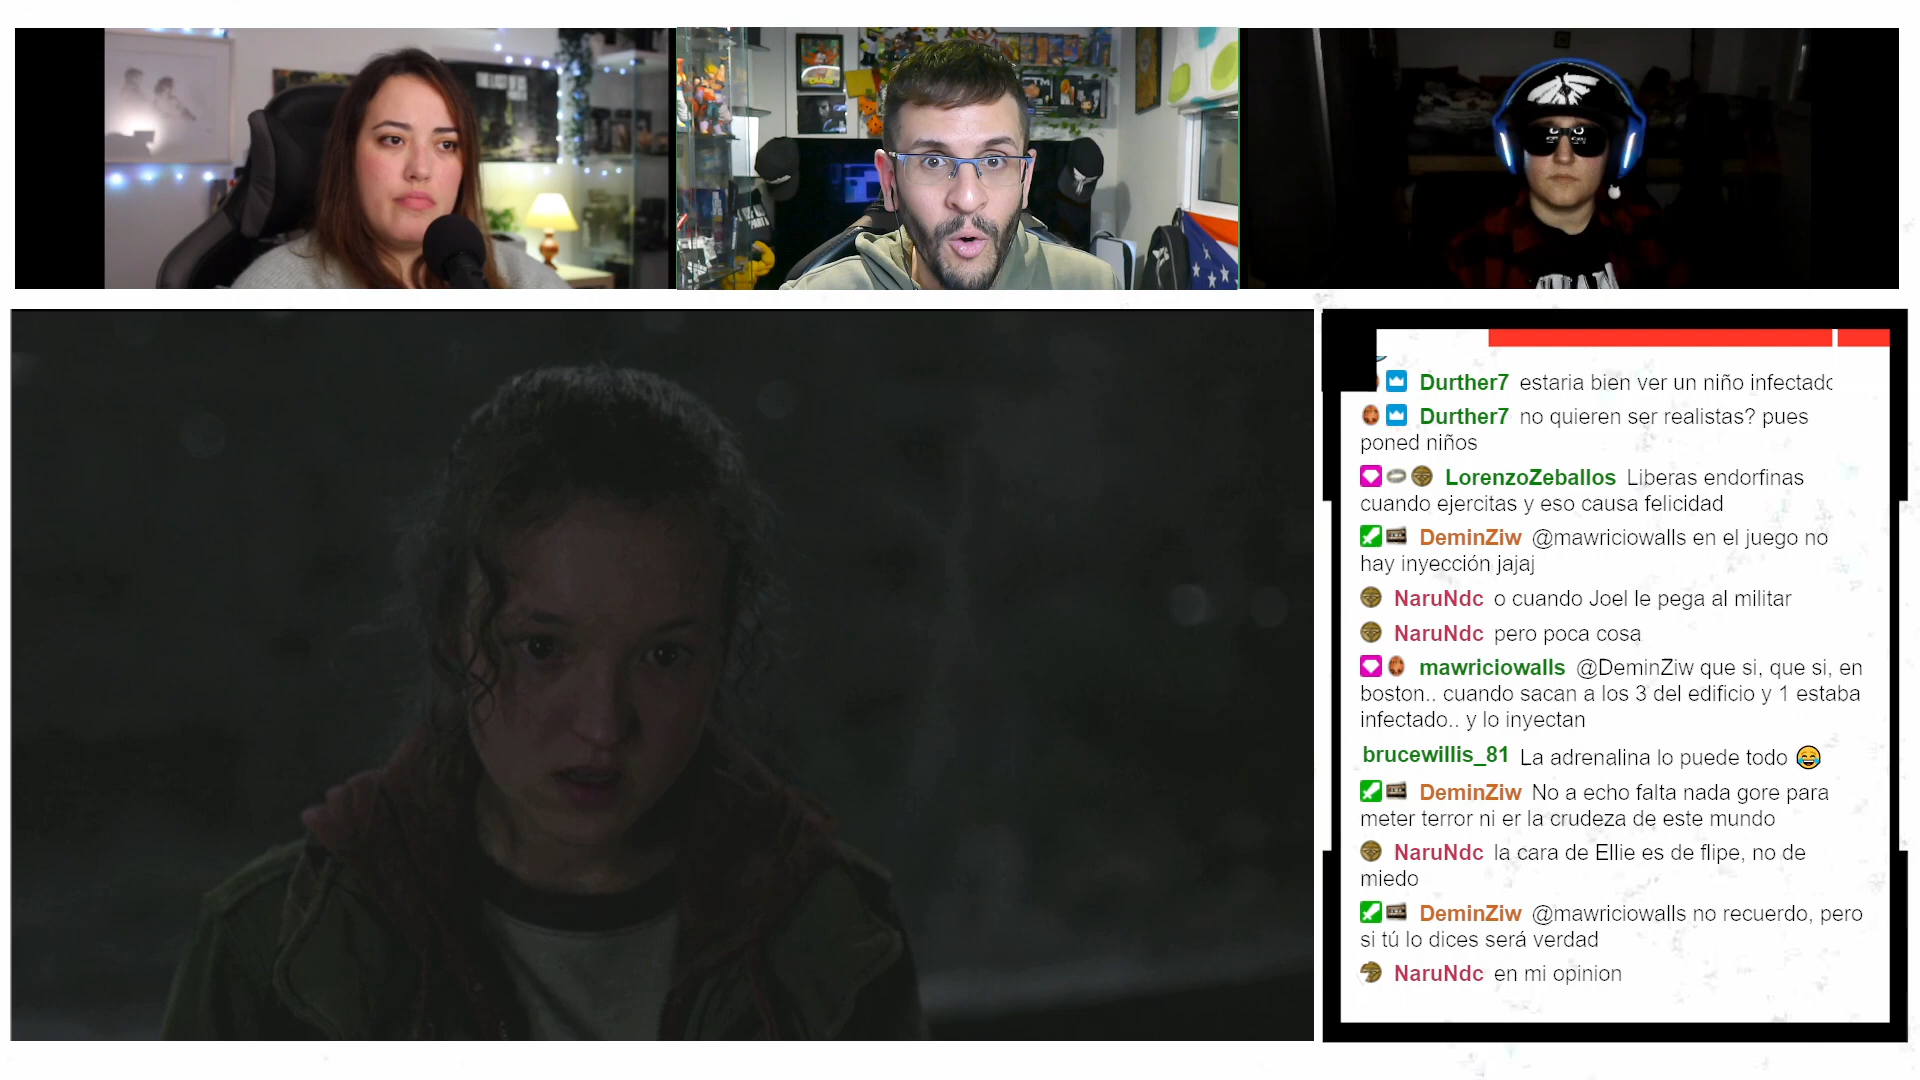 THE LAST OF US
Durther7 estaria bien ver un niño infectado
Durther7 no quieren ser realistas? pues
poned niños
LorenzoZeballos Liberas endorfinas
cuando ejercitas y eso causa felicidad
DeminZiw @mawriciowalls en el juego no
hay inyección jajaj
NaruNdc o cuando Joel le pega al militar
NaruNdc pero poca cosa
mawriciowalls @DeminZiw que si, que si, en
boston.. cuando sacan a los 3 del edificio y 1 estaba
infectado.. y lo inyectan
brucewillis_81 La adrenalina lo puede todo 😂
DeminZiw No a echo falta nada gore para
meter terror ni er la crudeza de este mundo
NaruNdc la cara de Ellie es de flipe, no de
miedo
DeminZiw @mawriciowalls no recuerdo, pero
si tú lo dices será verdad
NaruNdc en mi opinion